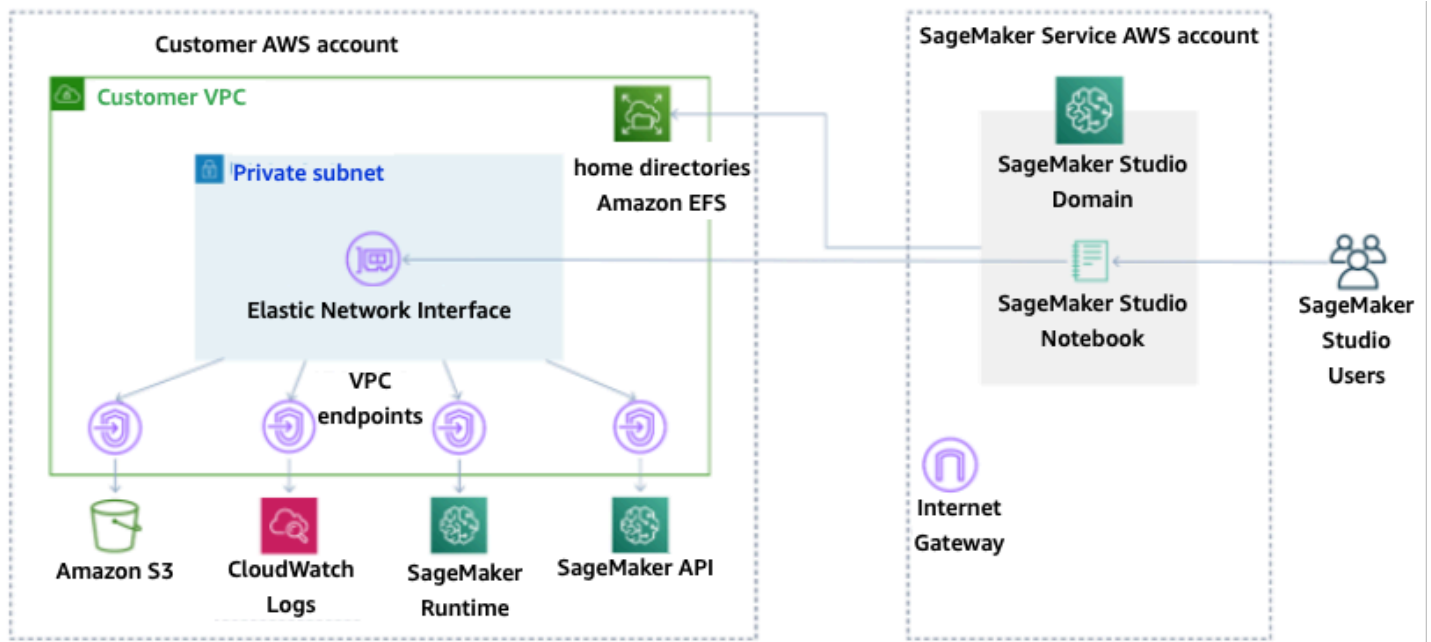 Customer AWS account
Customer VPC
Private subnet
home directories
Amazon EFS
Elastic Network Interface
VPC
endpoints
Amazon S3
CloudWatch
Logs
SageMaker
Runtime
SageMaker API
SageMaker Service AWS account
SageMaker Studio
Domain
SageMaker Studio
Notebook
Internet
Gateway
SageMaker
Studio
Users